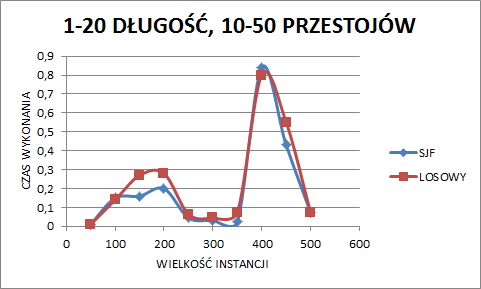 1-20 DŁUGOŚĆ, 10-50 PRZESTOJÓW
CZAS WYKONANIA
0,9
0,8
0,7
0,6
0,5
0,4
0,3
0,2
0,1
0
0 100 200 300 400 500 600
WIELKOŚĆ INSTANCJI
SJF
LOSOWY